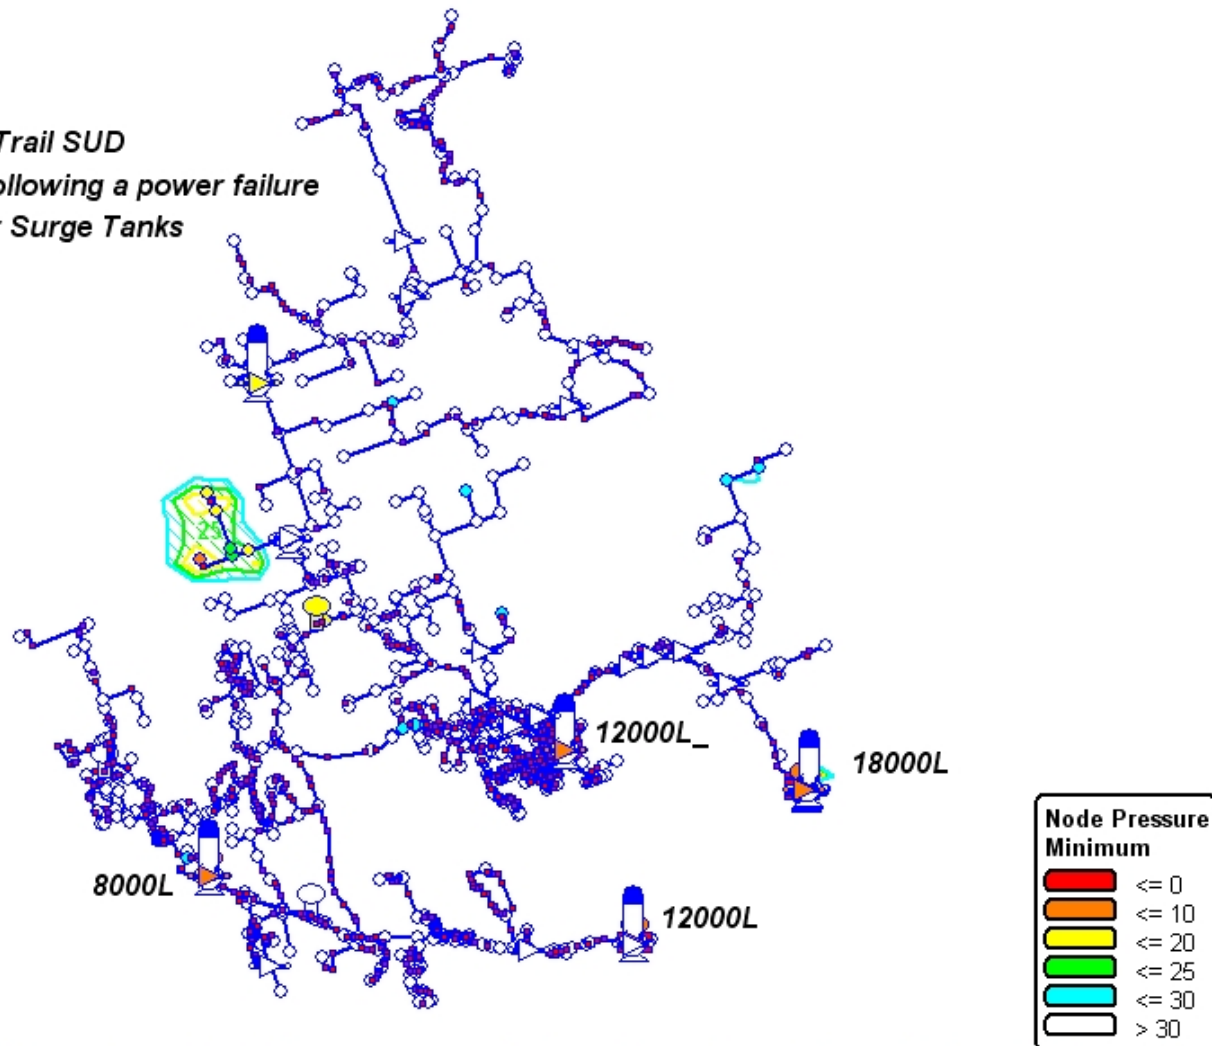 Trail SUD
ollowing a power failure
Surge Tanks
25
12000L_
18000L
8000L
12000L
Node Pressure
Minimum
<= 0
<= 10
<= 20
<= 25
<= 30
> 30